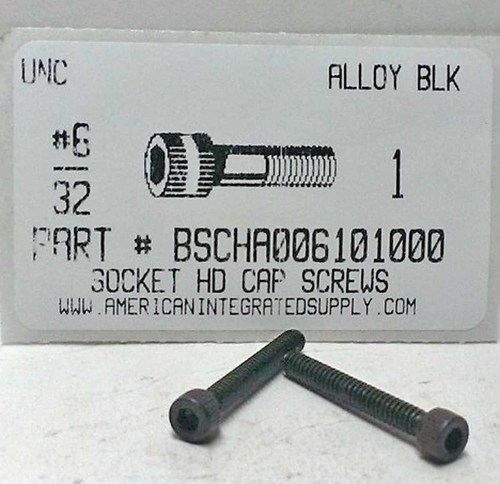 UNC ALLOY BLK
#6
32
1
PART # BSCHA006101000
SOCKET HD CAP SCREWS
WWW.AMERICANINTEGRATEDSUPPLY.COM